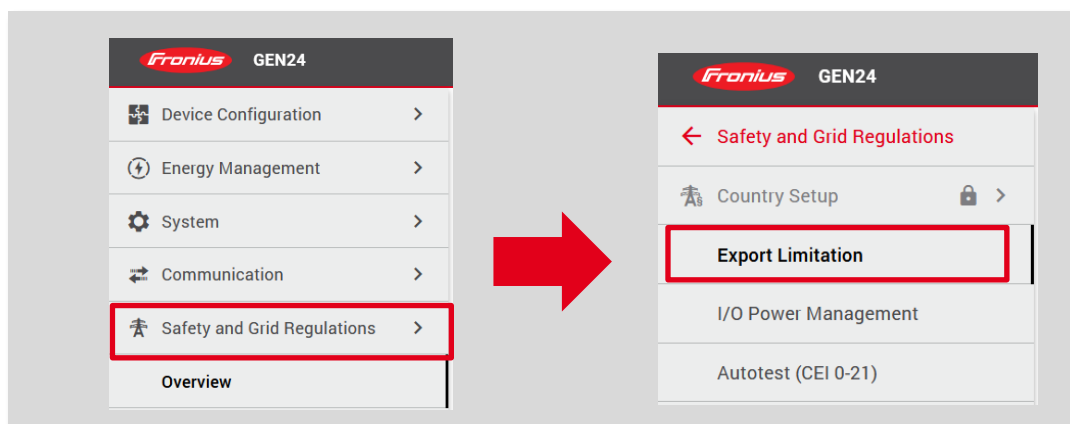 Fronius GEN24
Device Configuration
Energy Management
System
Communication
Safety and Grid Regulations
Overview
Fronius GEN24
Safety and Grid Regulations
Country Setup
Export Limitation
I/O Power Management
Autotest (CEI 0-21)